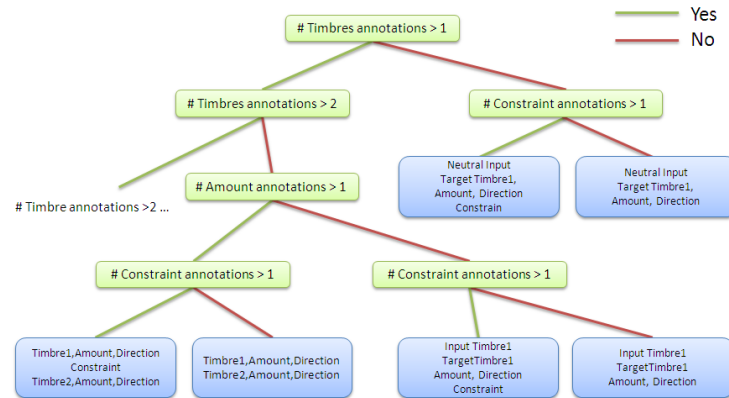 # Timbres annotations > 1
Yes
No
# Timbres annotations > 2
# Constraint annotations > 1
Neutral Input
Target Timbre1,
Amount, Direction
Constrain
Neutral Input
Target Timbre1,
Amount, Direction
# Timbre annotations >2 ...
# Amount annotations > 1
# Constraint annotations > 1
# Constraint annotations > 1
Timbre1,Amount,Direction
Constraint
Timbre2,Amount,Direction
Timbre1,Amount,Direction
Timbre2,Amount,Direction
Input Timbre1
TargetTimbre1
Amount, Direction
Constraint
Input Timbre1
TargetTimbre1
Amount, Direction